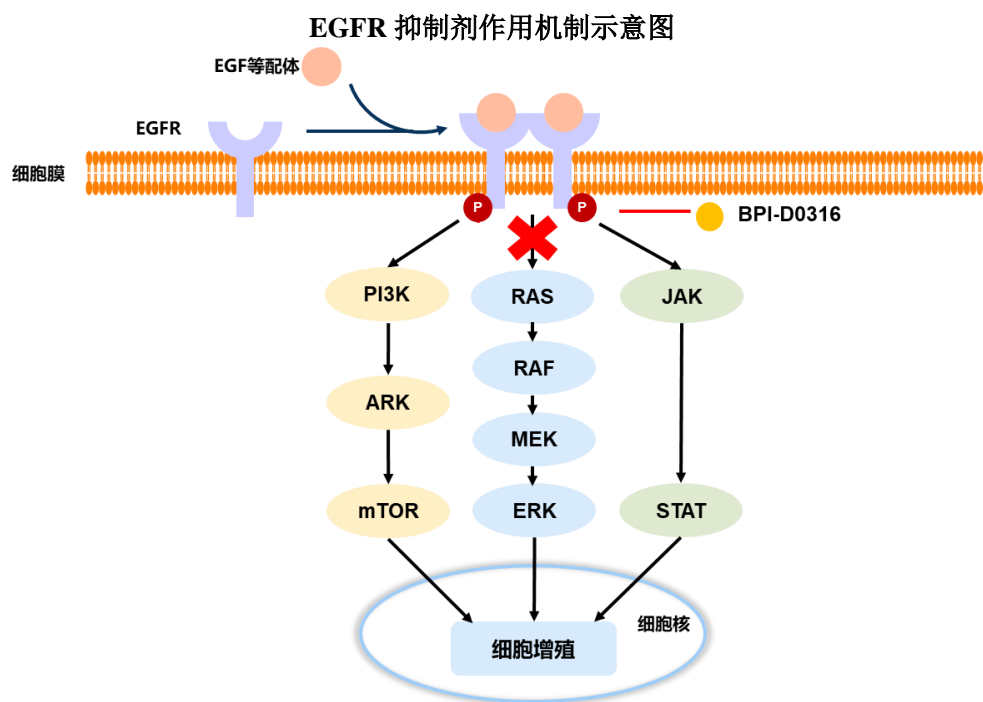 EGFR 抑制剂作用机制示意图
EGF等配体
EGFR
细胞膜
P
P
BPI-D0316
PI3K
RAS
JAK
RAF
ARK
MEK
mTOR
ERK
STAT
细胞核
细胞增殖